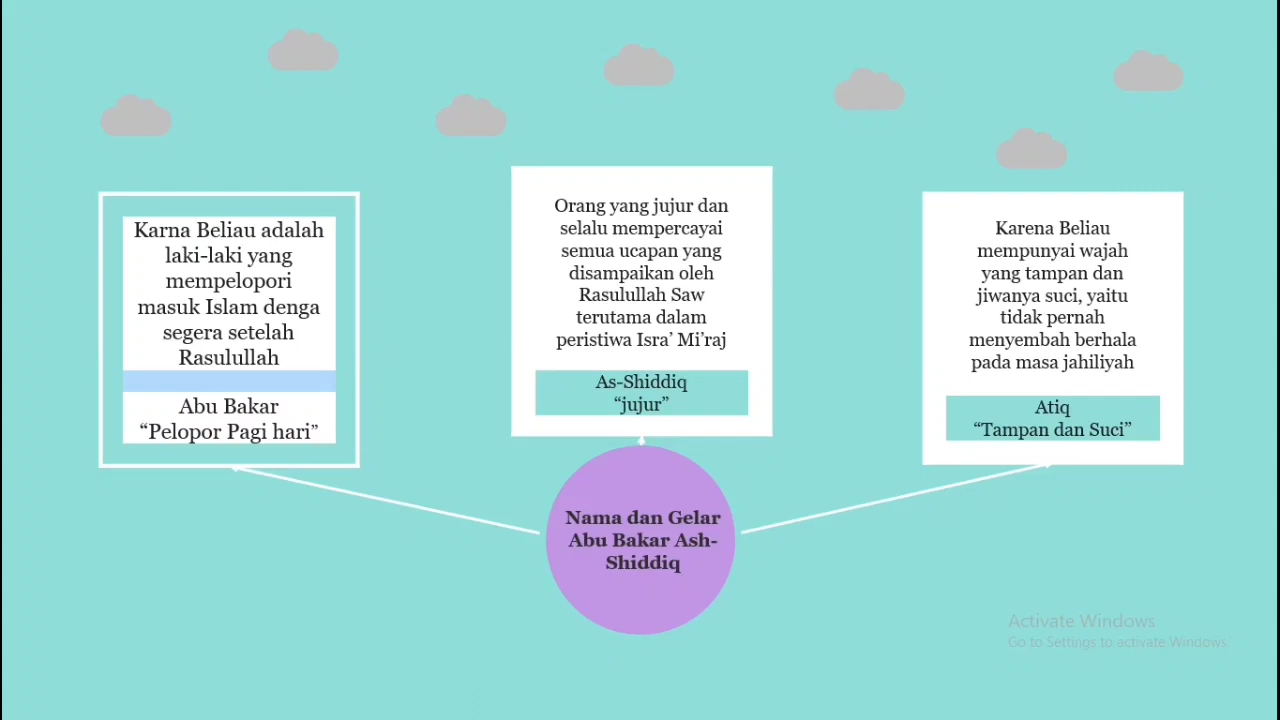 Karna Beliau adalah
laki-laki yang
mempelopori
masuk Islam denga
segera setelah
Rasulullah
Abu Bakar
“Pelopor Pagi hari”
Orang yang jujur dan
selalu mempercayai
semua ucapan yang
disampaikan oleh
Rasulullah Saw
terutama dalam
peristiwa Isra’ Mi’raj
As-Shiddiq
“jujur”
Karena Beliau
mempunyai wajah
yang tampan dan
jiwanya suci, yaitu
tidak pernah
menyembah berhala
pada masa jahiliyah
Atiq
“Tampan dan Suci”
Nama dan Gelar
Abu Bakar Ash-
Shiddiq
Activate Windows
Go to Settings to activate Windows.